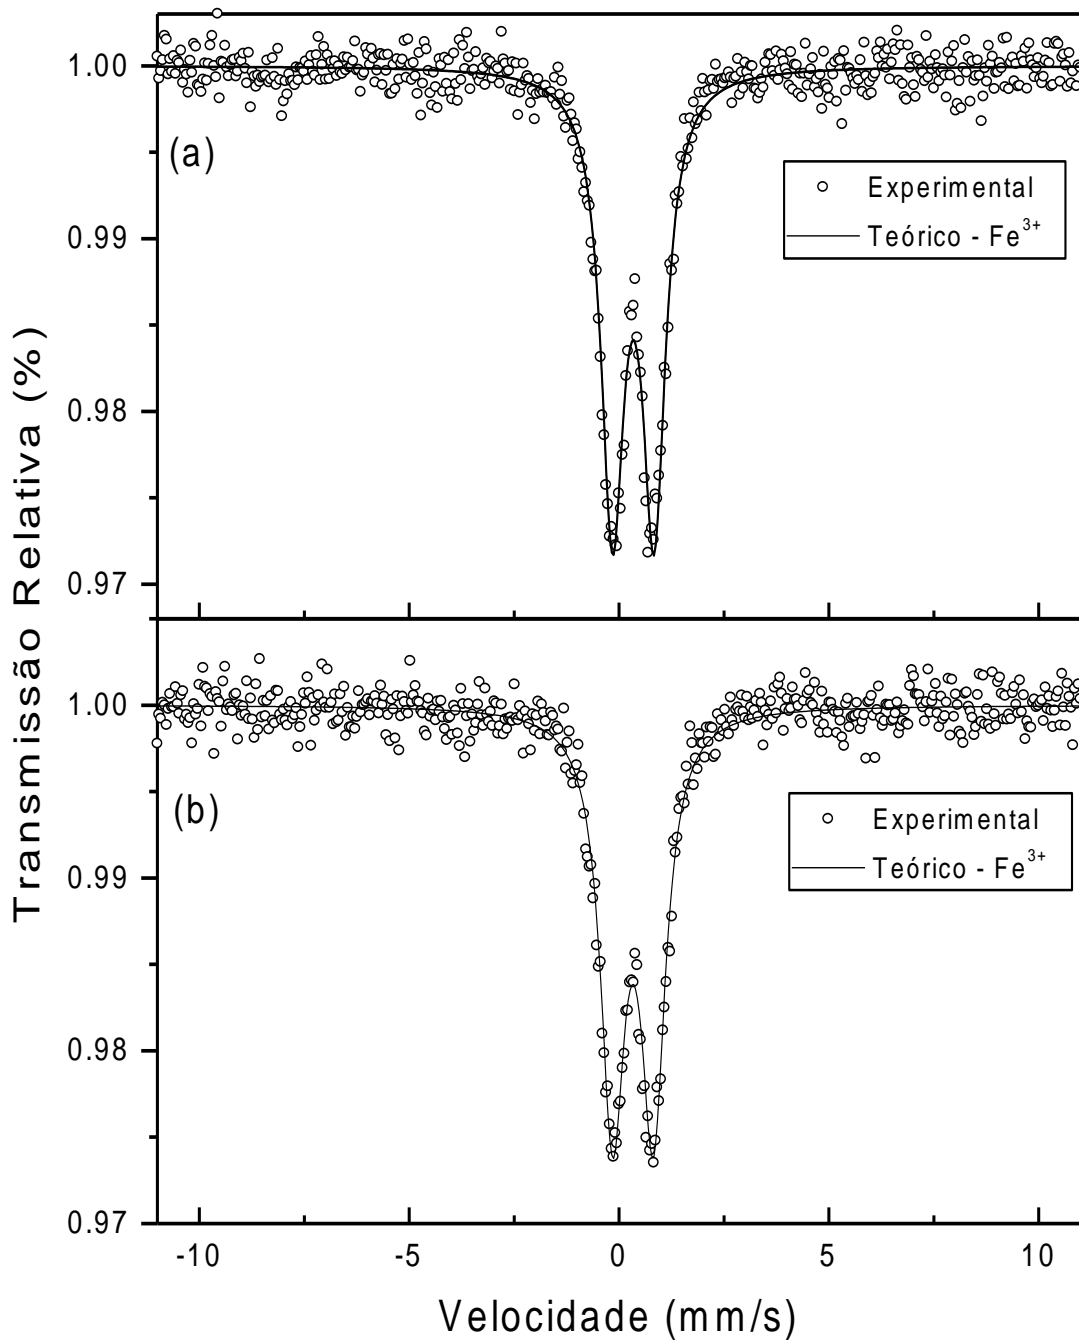 Transmissão Relativa (%)
1.00
0.99
0.98
0.97
(a)
Experimental
Teórico - Fe³⁺
1.00
0.99
0.98
0.97
(b)
Experimental
Teórico - Fe³⁺
-10 -5 0 5 10
Velocidade (mm/s)